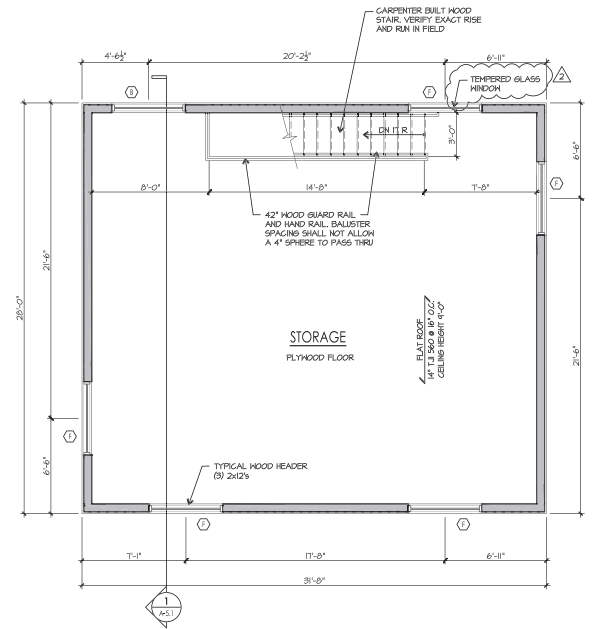 CARPENTER BUILT WOOD
STAIR. VERIFY EXACT RISE
AND RUN IN FIELD
4'-6½"
20'-2½"
6'-11"
TEMPERED GLASS
WINDOW
2
B
F
DN 17 R
3'-0"
6'-6"
F
8'-0"
14'-8"
7'-8"
42" WOOD GUARD RAIL
AND HAND RAIL. BALUSTER
SPACING SHALL NOT ALLOW
A 4" SPHERE TO PASS THRU
21'-6"
28'-0"
STORAGE
PLYWOOD FLOOR
FLAT ROOF
14" TJI 560 @ 16" O.C.
CEILING HEIGHT 9'-0"
21'-6"
F
6'-6"
TYPICAL WOOD HEADER
(3) 2x12's
F
F
7'-1"
17'-8"
6'-11"
31'-8"
1
A-5.1